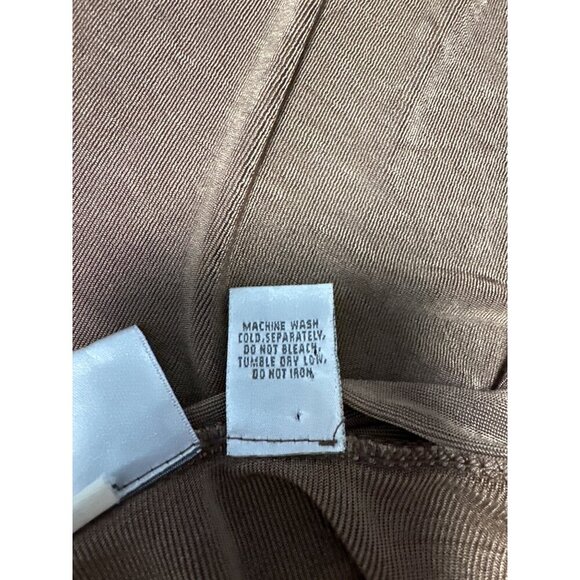 MACHINE WASH
COLD, SEPARATELY,
DO NOT BLEACH,
TUMBLE DRY LOW,
DO NOT IRON.